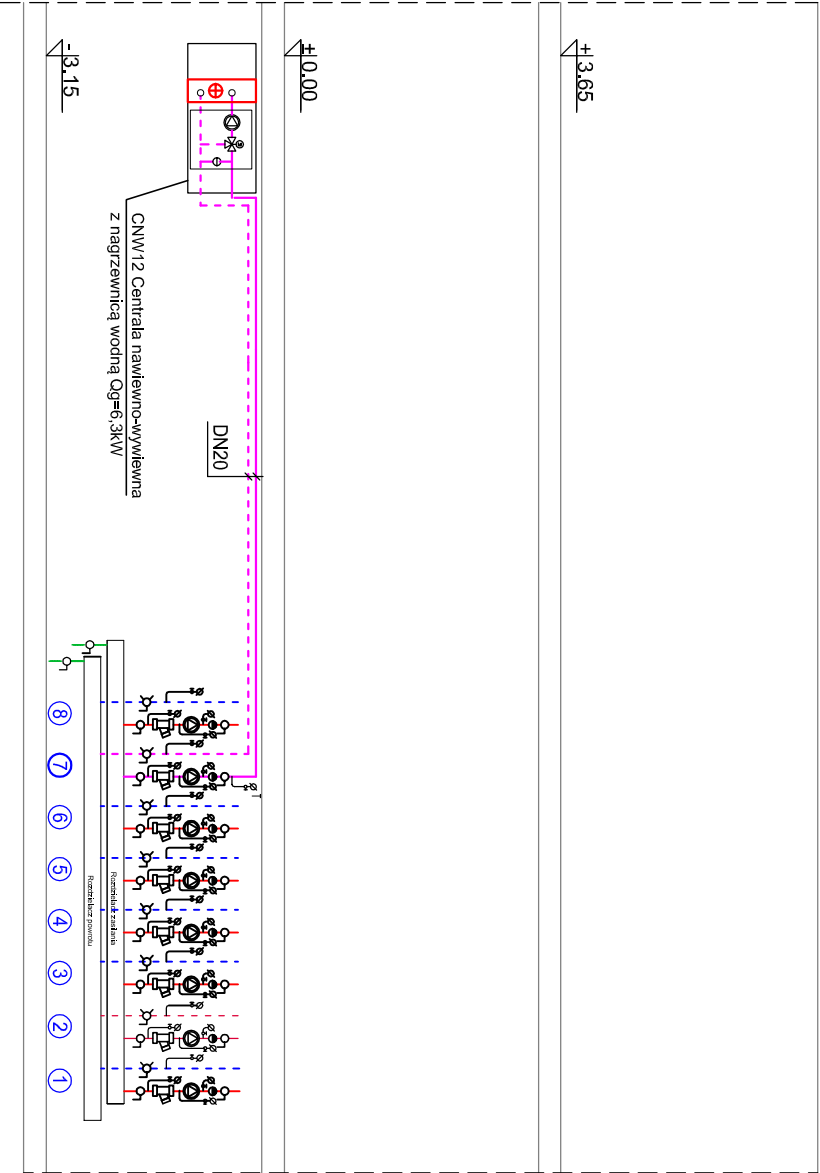 +3.65
±0.00
-3.15
CNW12 Centrala nawiewno-wywiewna
z nagrzewnicą wodną Qg=6,3kW
DN20
Rozdzielacz zasilania
Rozdzielacz powrotu
8
7
6
5
4
3
2
1
T